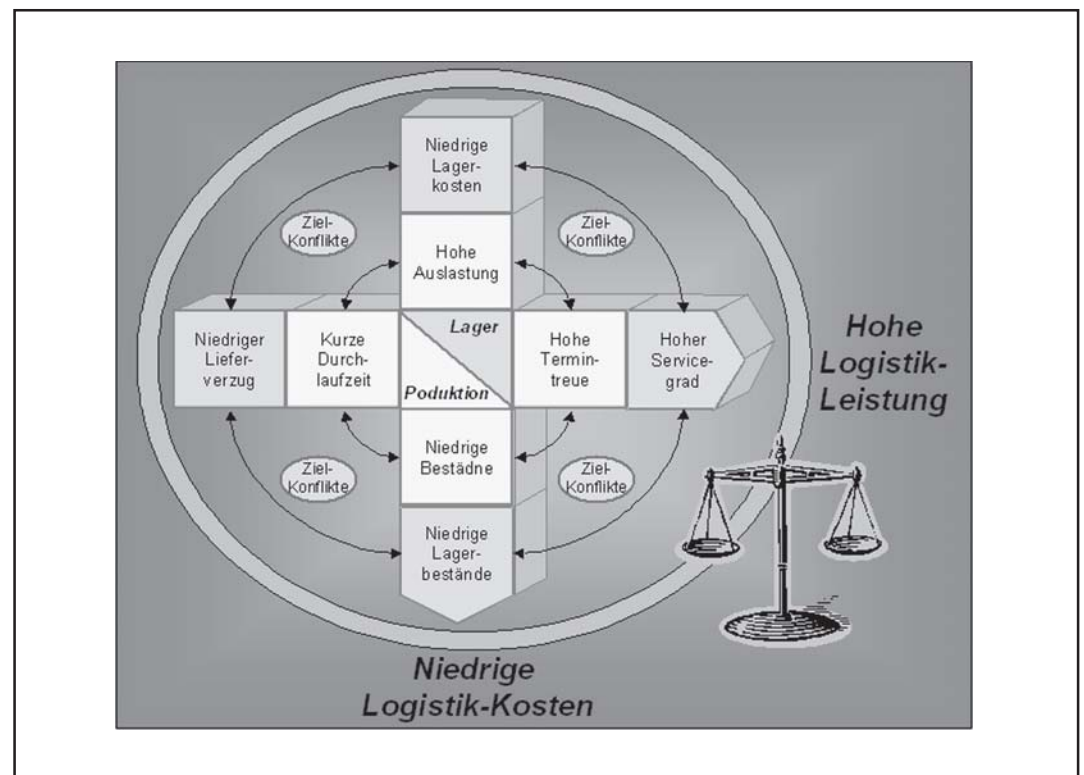 Niedrige
Lager-
kosten
Ziel-
Konflikte
Ziel-
Konflikte
Hohe
Auslastung
Niedriger
Liefer-
verzug
Kurze
Durch-
laufzeit
Lager
Poduktion
Hohe
Termin-
treue
Hoher
Service-
grad
Hohe
Logistik-
Leistung
Niedrige
Bestädne
Ziel-
Konflikte
Ziel-
Konflikte
Niedrige
Lager-
bestände
Niedrige
Logistik-Kosten